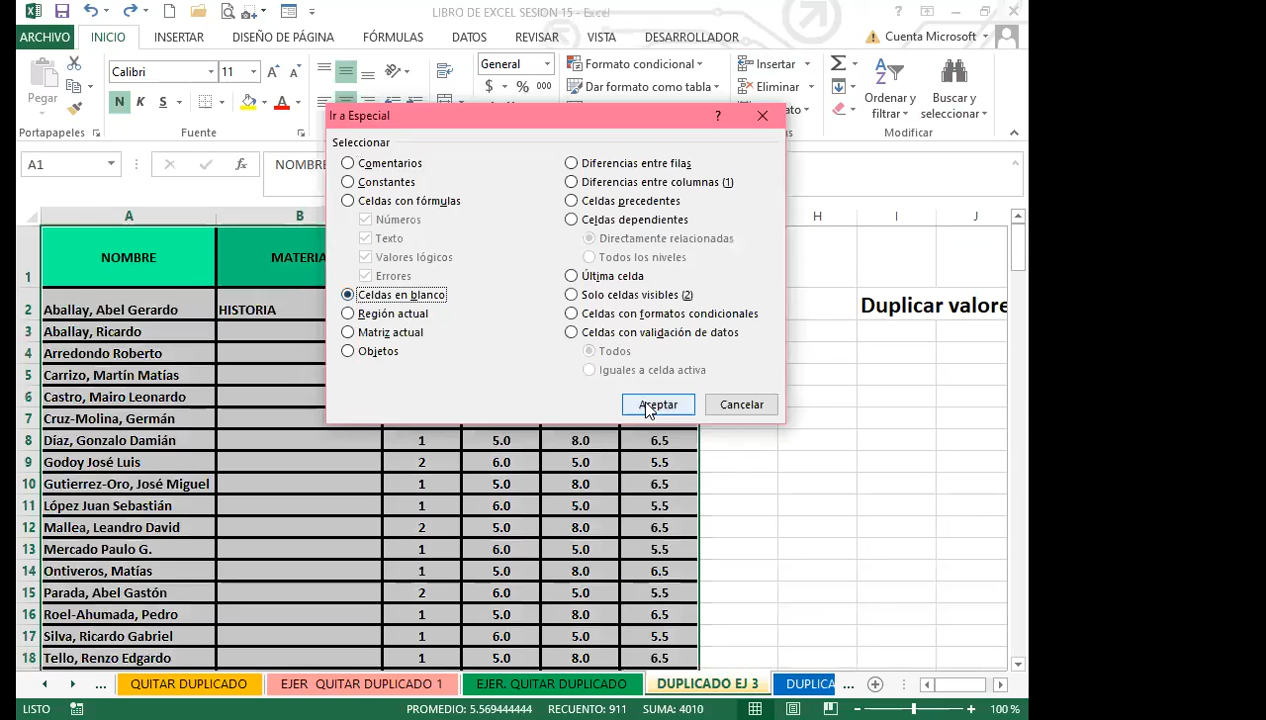 LIBRO DE EXCEL SESION 15 - Excel
?
ARCHIVO INICIO INSERTAR DISEÑO DE PÁGINA FÓRMULAS DATOS REVISAR VISTA DESARROLLADOR Cuenta Microsoft
Pegar
Calibri 11
General
Formato condicional
Dar formato como tabla
Insertar
Eliminar
Ordenar y
filtrar
Buscar y
seleccionar
N K S
$ % 000
Portapapeles Fuente Modificar
A1
fx
NOMBRE
Ir a Especial ?
Seleccionar
Comentarios
Constantes
Celdas con fórmulas
Números
Texto
Valores lógicos
Errores
Celdas en blanco
Región actual
Matriz actual
Objetos
Diferencias entre filas
Diferencias entre columnas (1)
Celdas precedentes
Celdas dependientes
Directamente relacionadas
Todos los niveles
Última celda
Solo celdas visibles (2)
Celdas con formatos condicionales
Celdas con validación de datos
Todos
Iguales a celda activa
Aceptar Cancelar
A B H I J
1 NOMBRE MATERIA
2 Aballay, Abel Gerardo HISTORIA Duplicar valore
3 Aballay, Ricardo
4 Arredondo Roberto
5 Carrizo, Martín Matías
6 Castro, Mairo Leonardo
7 Cruz-Molina, Germán
8 Díaz, Gonzalo Damián 1 5.0 8.0 6.5
9 Godoy José Luis 2 6.0 5.0 5.5
10 Gutierrez-Oro, José Miguel 1 5.0 8.0 6.5
11 López Juan Sebastián 1 6.0 5.0 5.5
12 Mallea, Leandro David 2 5.0 8.0 6.5
13 Mercado Paulo G. 1 6.0 5.0 5.5
14 Ontiveros, Matías 1 5.0 8.0 6.5
15 Parada, Abel Gastón 2 6.0 5.0 5.5
16 Roel-Ahumada, Pedro 1 5.0 8.0 6.5
17 Silva, Ricardo Gabriel 1 6.0 5.0 5.5
18 Tello, Renzo Edgardo 1 5.0 8.0 6.5
... QUITAR DUPLICADO EJER QUITAR DUPLICADO 1 EJER. QUITAR DUPLICADO DUPLICADO EJ 3 DUPLICA ...
LISTO PROMEDIO: 5.569444444 RECUENTO: 911 SUMA: 4010 100 %